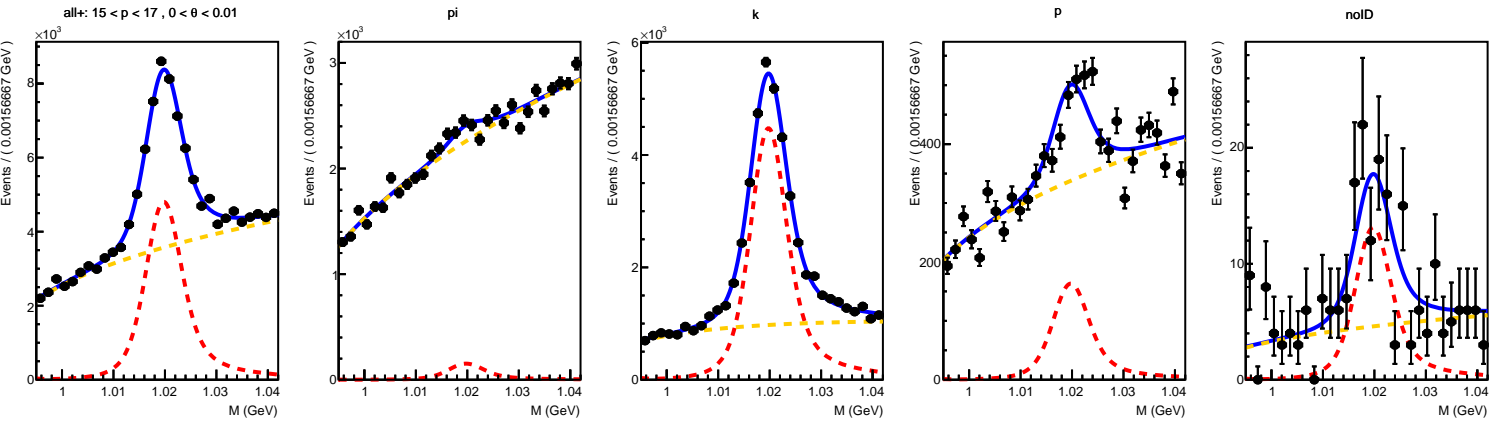 all+: 15 < p < 17 , 0 < θ < 0.01
×10³
Events / ( 0.00156667 GeV )
8
6
4
2
0
1 1.01 1.02 1.03 1.04
M (GeV)
pi
×10³
Events / ( 0.00156667 GeV )
3
2
1
0
1 1.01 1.02 1.03 1.04
M (GeV)
k
×10³
Events / ( 0.00156667 GeV )
6
4
2
0
1 1.01 1.02 1.03 1.04
M (GeV)
p
Events / ( 0.00156667 GeV )
400
200
0
1 1.01 1.02 1.03 1.04
M (GeV)
noID
Events / ( 0.00156667 GeV )
20
10
0
1 1.01 1.02 1.03 1.04
M (GeV)